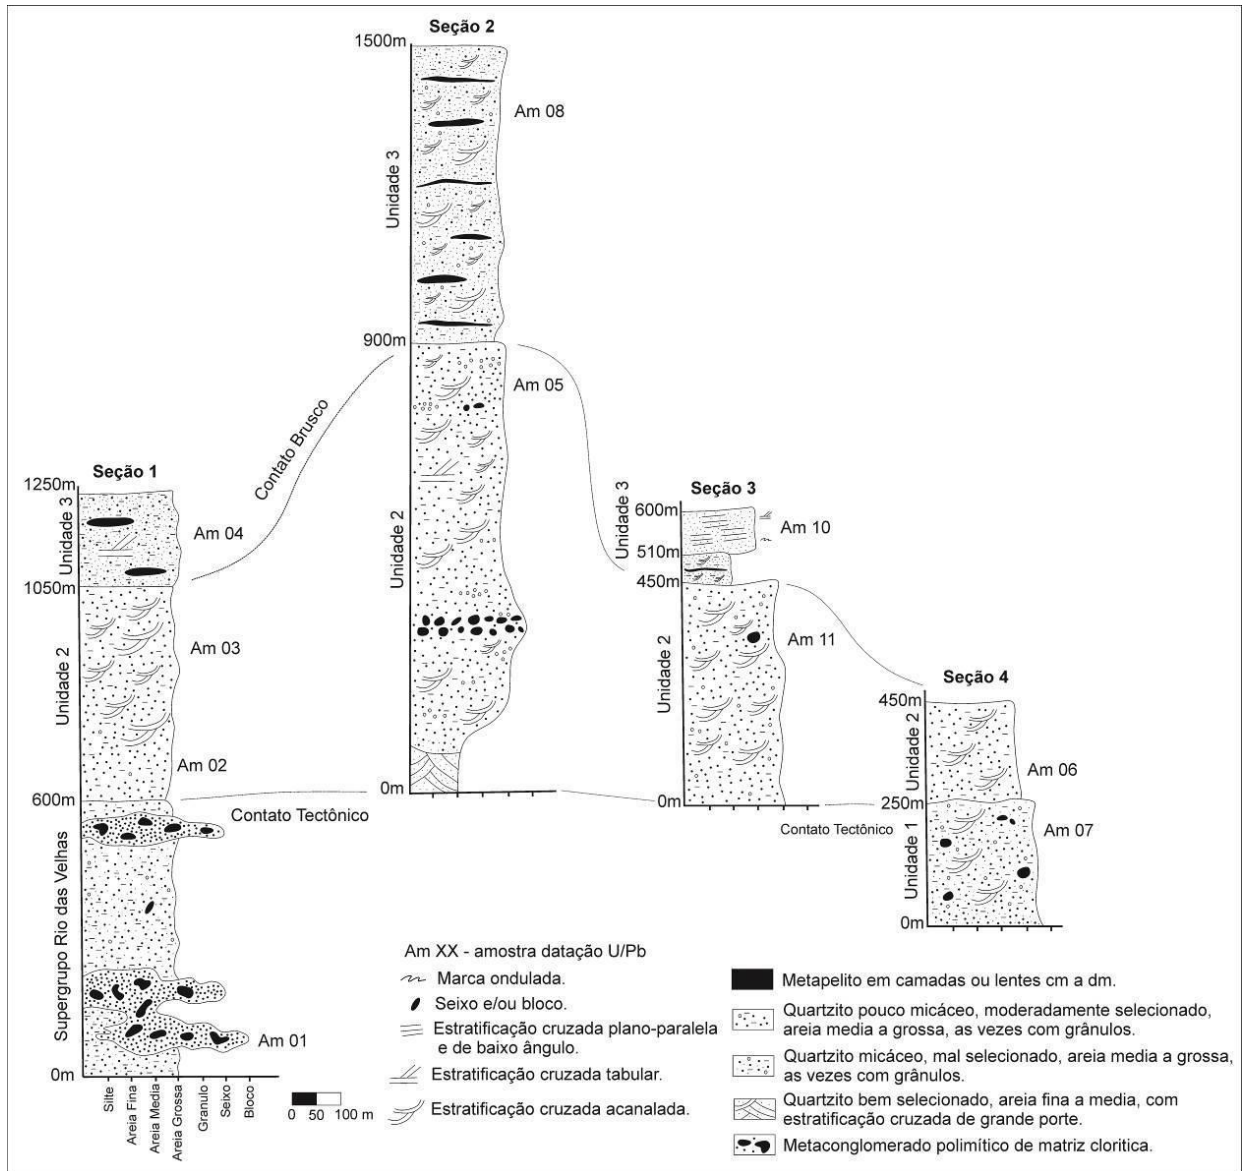 Seção 2
1500m
Am 08
Unidade 3
900m
Am 05
Contato Brusco
Unidade 2
0m
Seção 1
1250m
Unidade 3
Am 04
1050m
Am 03
Unidade 2
Am 02
600m
Contato Tectônico
Supergrupo Rio das Velhas
Am 01
0m
Silte
Areia Fina
Areia Media
Areia Grossa
Granulo
Seixo
Bloco
0 50 100 m
Seção 3
Unidade 3
600m
Am 10
510m
450m
Am 11
Unidade 2
0m
Contato Tectônico
Seção 4
450m
Unidade 2
Am 06
250m
Am 07
Unidade 1
0m
Am XX - amostra datação U/Pb
Marca ondulada.
Seixo e/ou bloco.
Estratificação cruzada plano-paralela
e de baixo ângulo.
Estratificação cruzada tabular.
Estratificação cruzada acanalada.
Metapelito em camadas ou lentes cm a dm.
Quartzito pouco micáceo, moderadamente selecionado,
areia media a grossa, as vezes com grânulos.
Quartzito micáceo, mal selecionado, areia media a grossa,
as vezes com grânulos.
Quartzito bem selecionado, areia fina a media, com
estratificação cruzada de grande porte.
Metaconglomerado polimítico de matriz cloritica.